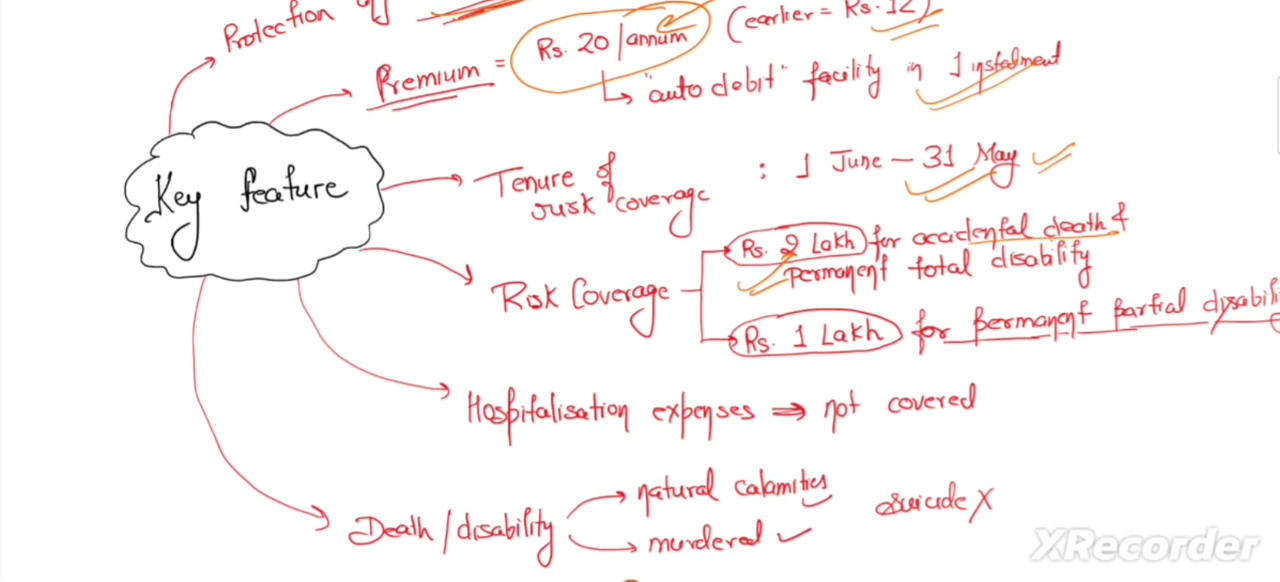 Protection of
Premium = Rs. 20/annum (earlier = Rs. 12)
"auto debit" facility in 1 instalment
Key feature
Tenure of risk coverage : 1 June – 31 May
Risk Coverage
Rs. 2 Lakh for accidental death &
permanent total disability
Rs. 1 Lakh for permanent partial disabili
Hospitalisation expenses ⇒ not covered
Death/disability
natural calamities
murdered ✓
suicide X
XRecorder